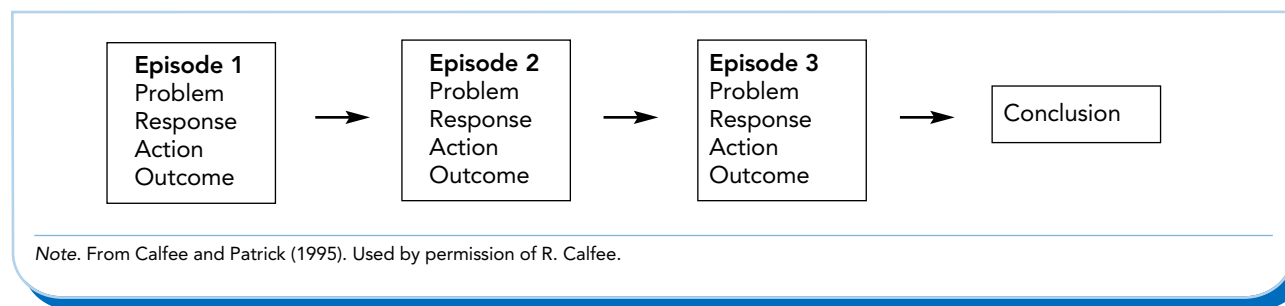 Episode 1
Problem
Response
Action
Outcome
Episode 2
Problem
Response
Action
Outcome
Episode 3
Problem
Response
Action
Outcome
Conclusion
Note. From Calfee and Patrick (1995). Used by permission of R. Calfee.